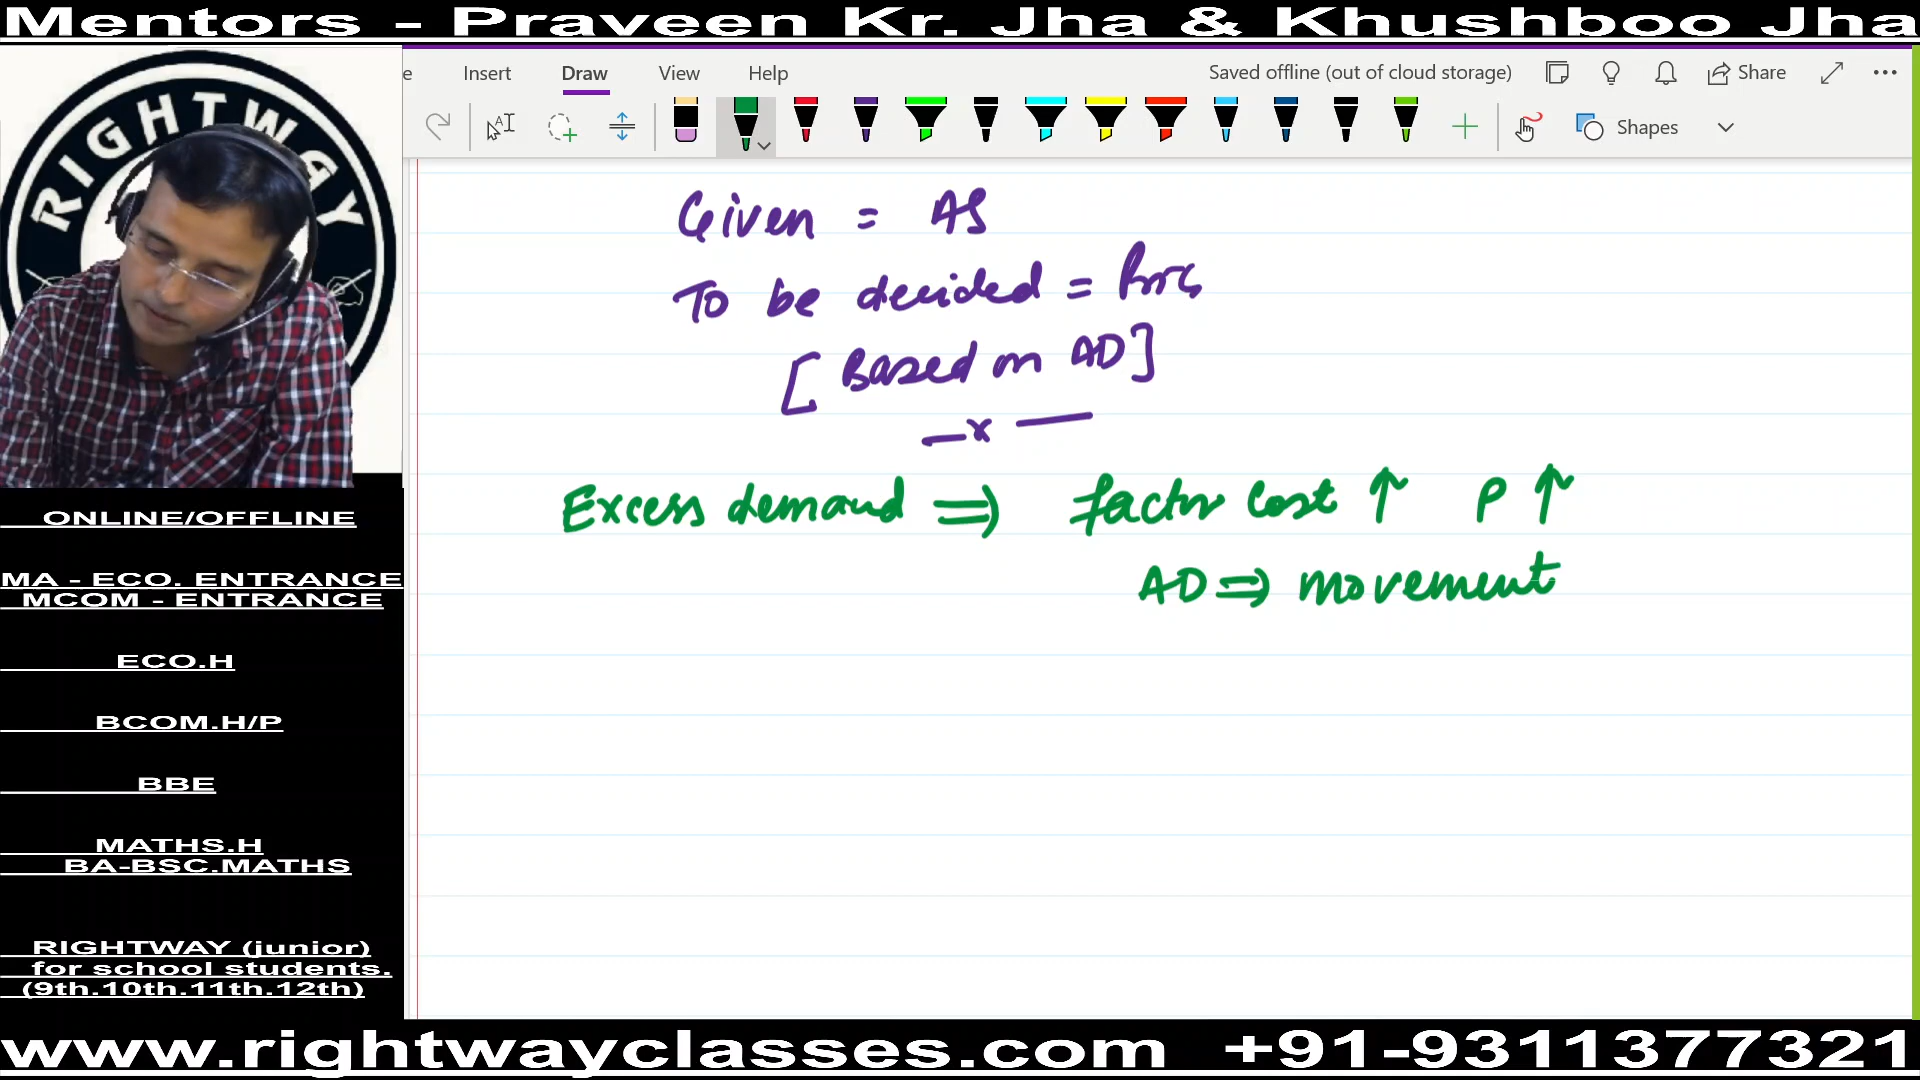 Mentors - Praveen Kr. Jha & Khushboo Jha
RIGHTWAY
e Insert Draw View Help Saved offline (out of cloud storage) Share ...
Shapes
Given = AS
To be decided =
[Based on AD]
—x—
Excess demand ⇒ factor cost ↑ P ↑
AD ⇒ movement
ONLINE/OFFLINE
MA - ECO. ENTRANCE
MCOM - ENTRANCE
ECO.H
BCOM.H/P
BBE
MATHS.H
BA-BSC.MATHS
RIGHTWAY (junior)
for school students.
(9th.10th.11th.12th)
www.rightwayclasses.com +91-9311377321